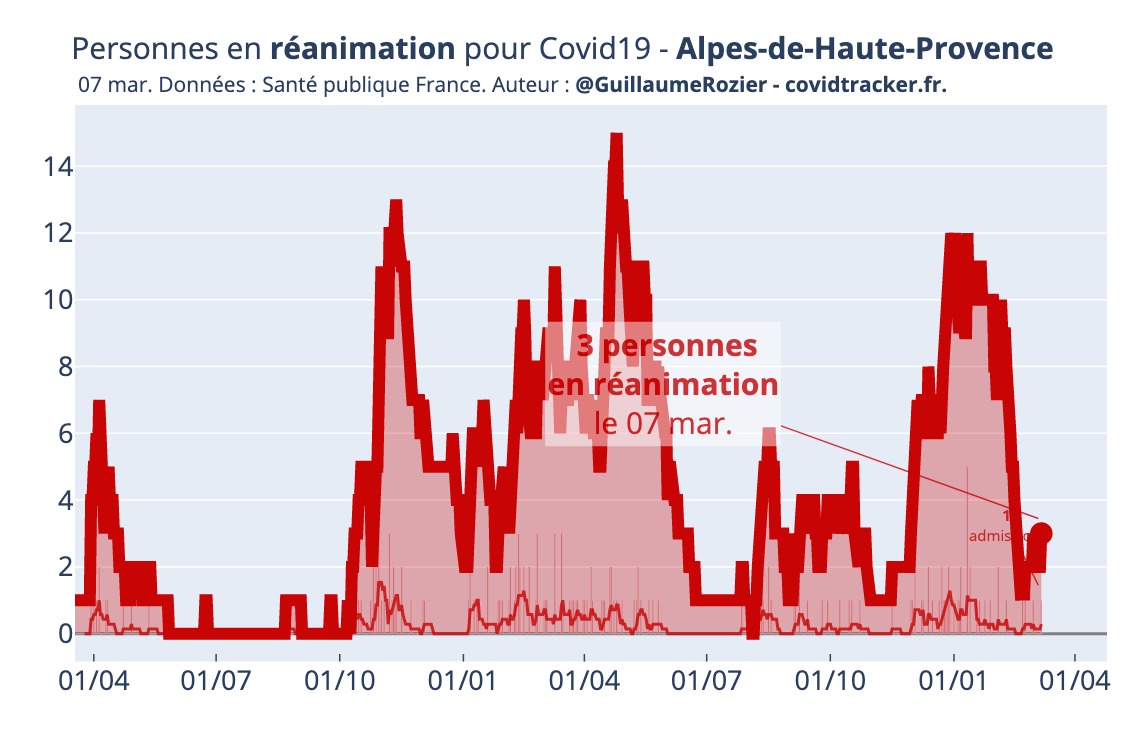 Personnes en réanimation pour Covid19 - Alpes-de-Haute-Provence
07 mar. Données : Santé publique France. Auteur : @GuillaumeRozier - covidtracker.fr.
14
12
10
8
6
4
2
0
3 personnes
en réanimation
le 07 mar.
1
01/04 01/07 01/10 01/01 01/04 01/07 01/10 01/01 01/04